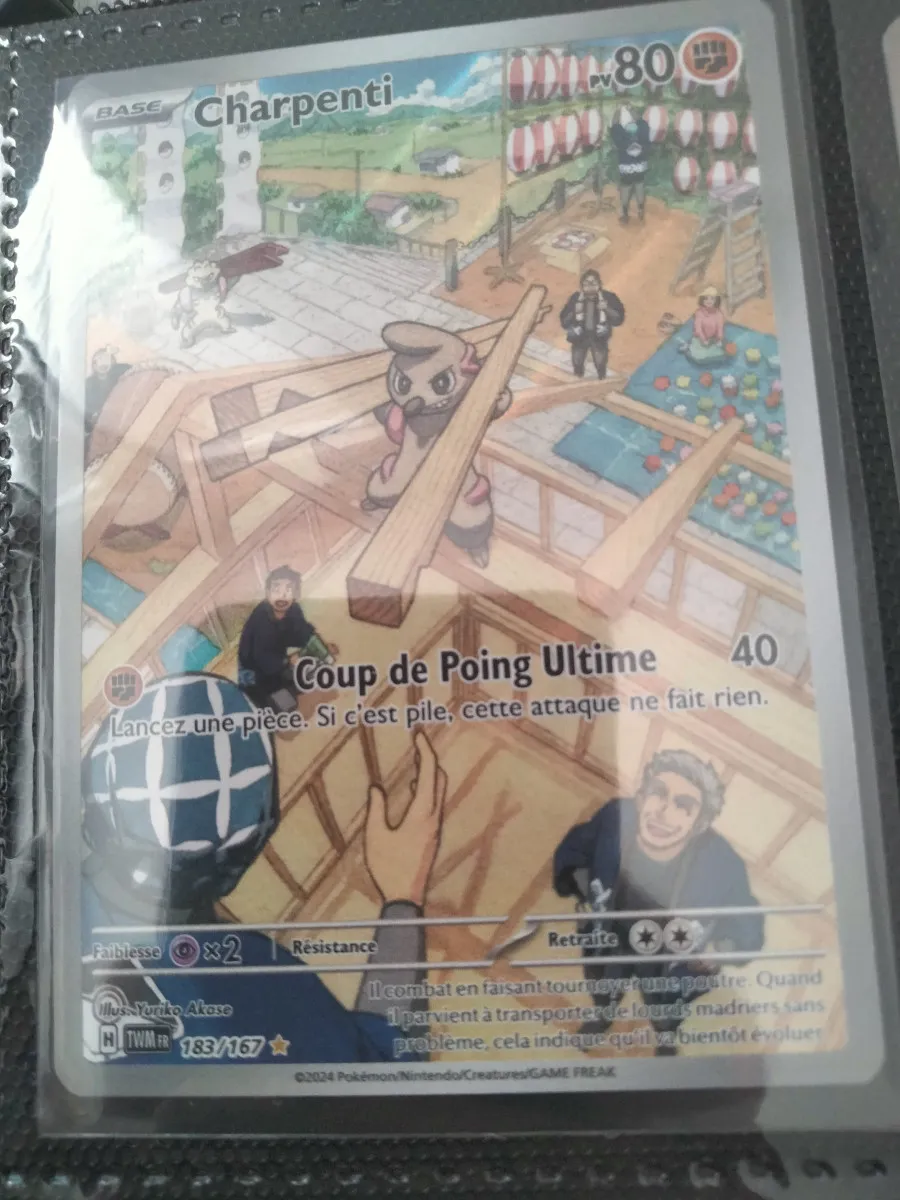 BASE Charpenti PV 80
Coup de Poing Ultime 40
Lancez une pièce. Si c'est pile, cette attaque ne fait rien.
Faiblesse ×2 Résistance Retraite
Illus. Yuriko Akase
Il combat en faisant tournoyer une poutre. Quand
il parvient à transporter de lourds madriers sans
problème, cela indique qu'il va bientôt évoluer
H TWM FR 183/167
©2024 Pokémon/Nintendo/Creatures/GAME FREAK